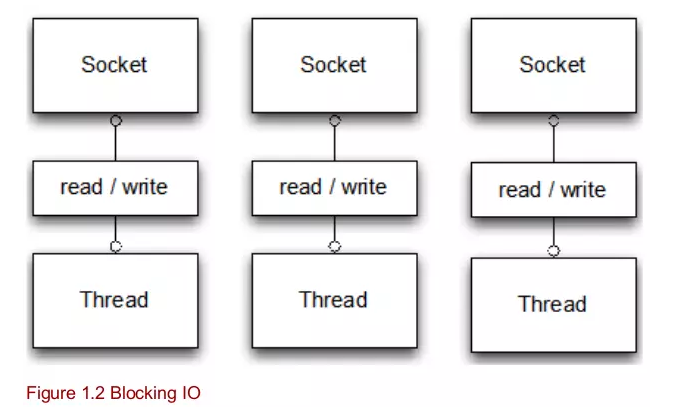 Socket
Socket
Socket
read / write
read / write
read / write
Thread
Thread
Thread
Figure 1.2 Blocking IO